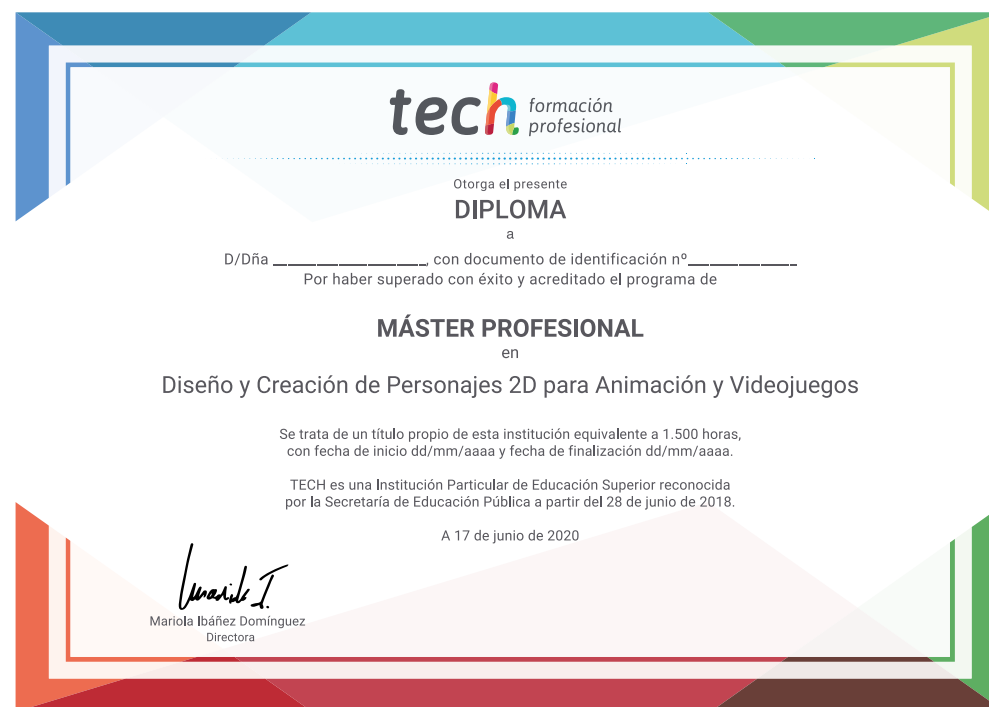 tech formación
profesional
Otorga el presente
DIPLOMA
a
D/Dña ____________________, con documento de identificación nº______________
Por haber superado con éxito y acreditado el programa de
MÁSTER PROFESIONAL
en
Diseño y Creación de Personajes 2D para Animación y Videojuegos
Se trata de un título propio de esta institución equivalente a 1.500 horas,
con fecha de inicio dd/mm/aaaa y fecha de finalización dd/mm/aaaa.
TECH es una Institución Particular de Educación Superior reconocida
por la Secretaría de Educación Pública a partir del 28 de junio de 2018.
A 17 de junio de 2020
Mariola Ibáñez Domínguez
Directora